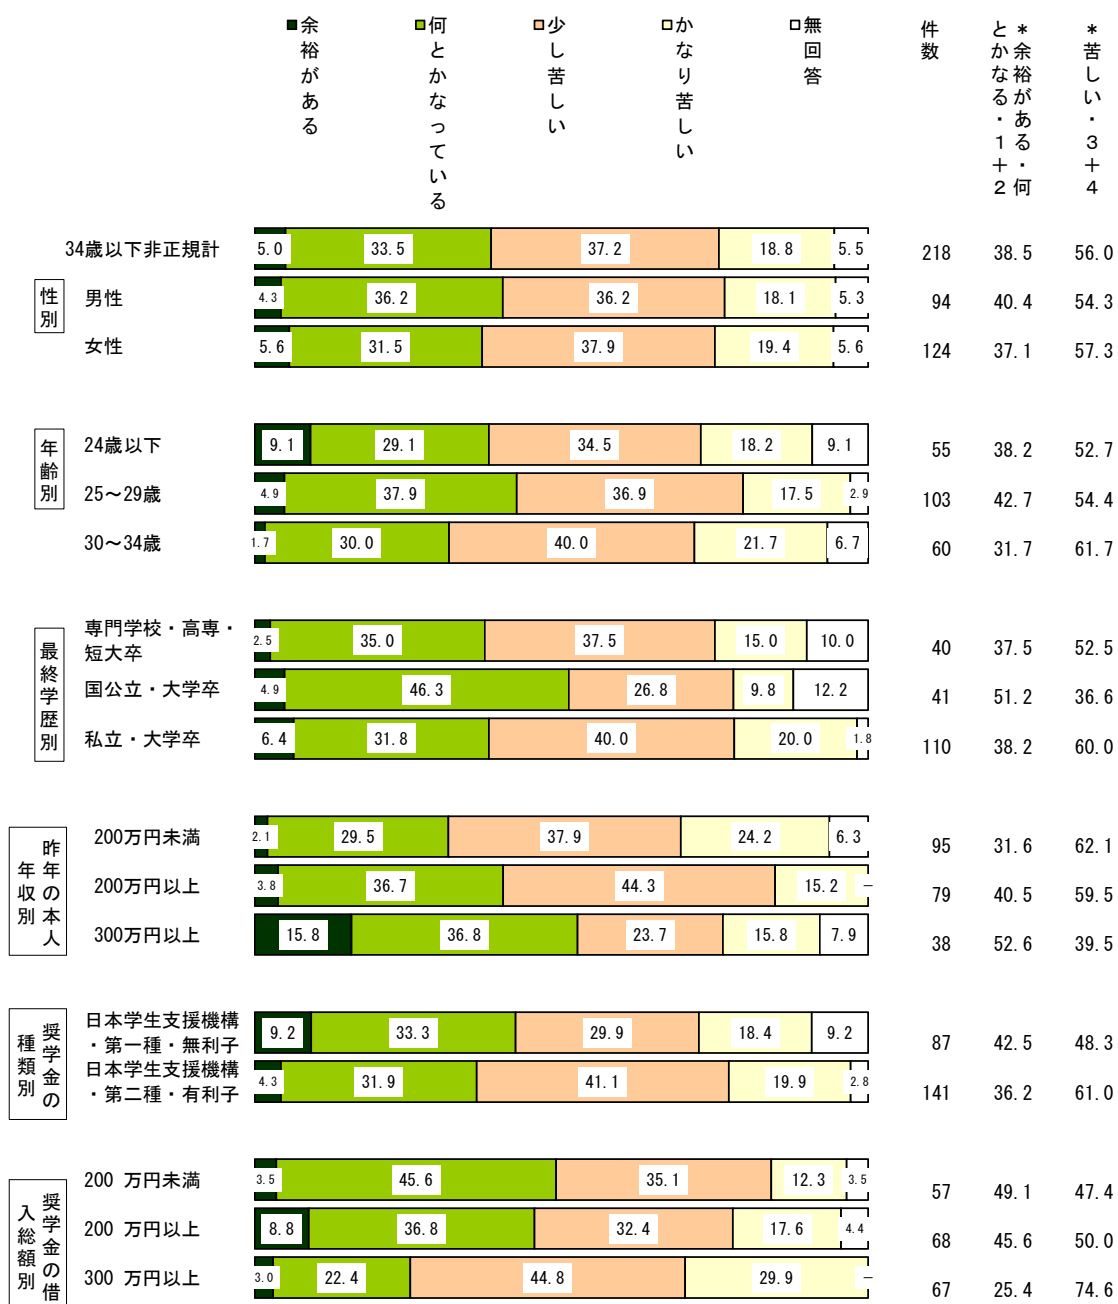 余裕がある
何とかなっている
少し苦しい
かなり苦しい
無回答
件数
*余裕がある・何とかなる・1+2
*苦しい・3+4
34歳以下非正規計 5.0 33.5 37.2 18.8 5.5 218 38.5 56.0
性別
男性 4.3 36.2 36.2 18.1 5.3 94 40.4 54.3
女性 5.6 31.5 37.9 19.4 5.6 124 37.1 57.3
年齢別
24歳以下 9.1 29.1 34.5 18.2 9.1 55 38.2 52.7
25～29歳 4.9 37.9 36.9 17.5 2.9 103 42.7 54.4
30～34歳 1.7 30.0 40.0 21.7 6.7 60 31.7 61.7
最終学歴別
専門学校・高専・
短大卒 2.5 35.0 37.5 15.0 10.0 40 37.5 52.5
国公立・大学卒 4.9 46.3 26.8 9.8 12.2 41 51.2 36.6
私立・大学卒 6.4 31.8 40.0 20.0 1.8 110 38.2 60.0
昨年の本人
年収別
200万円未満 2.1 29.5 37.9 24.2 6.3 95 31.6 62.1
200万円以上 3.8 36.7 44.3 15.2 – 79 40.5 59.5
300万円以上 15.8 36.8 23.7 15.8 7.9 38 52.6 39.5
奨学金の
種類別
日本学生支援機構
・第一種・無利子 9.2 33.3 29.9 18.4 9.2 87 42.5 48.3
日本学生支援機構
・第二種・有利子 4.3 31.9 41.1 19.9 2.8 141 36.2 61.0
奨学金の借
入総額別
200 万円未満 3.5 45.6 35.1 12.3 3.5 57 49.1 47.4
200 万円以上 8.8 36.8 32.4 17.6 4.4 68 45.6 50.0
300 万円以上 3.0 22.4 44.8 29.9 – 67 25.4 74.6